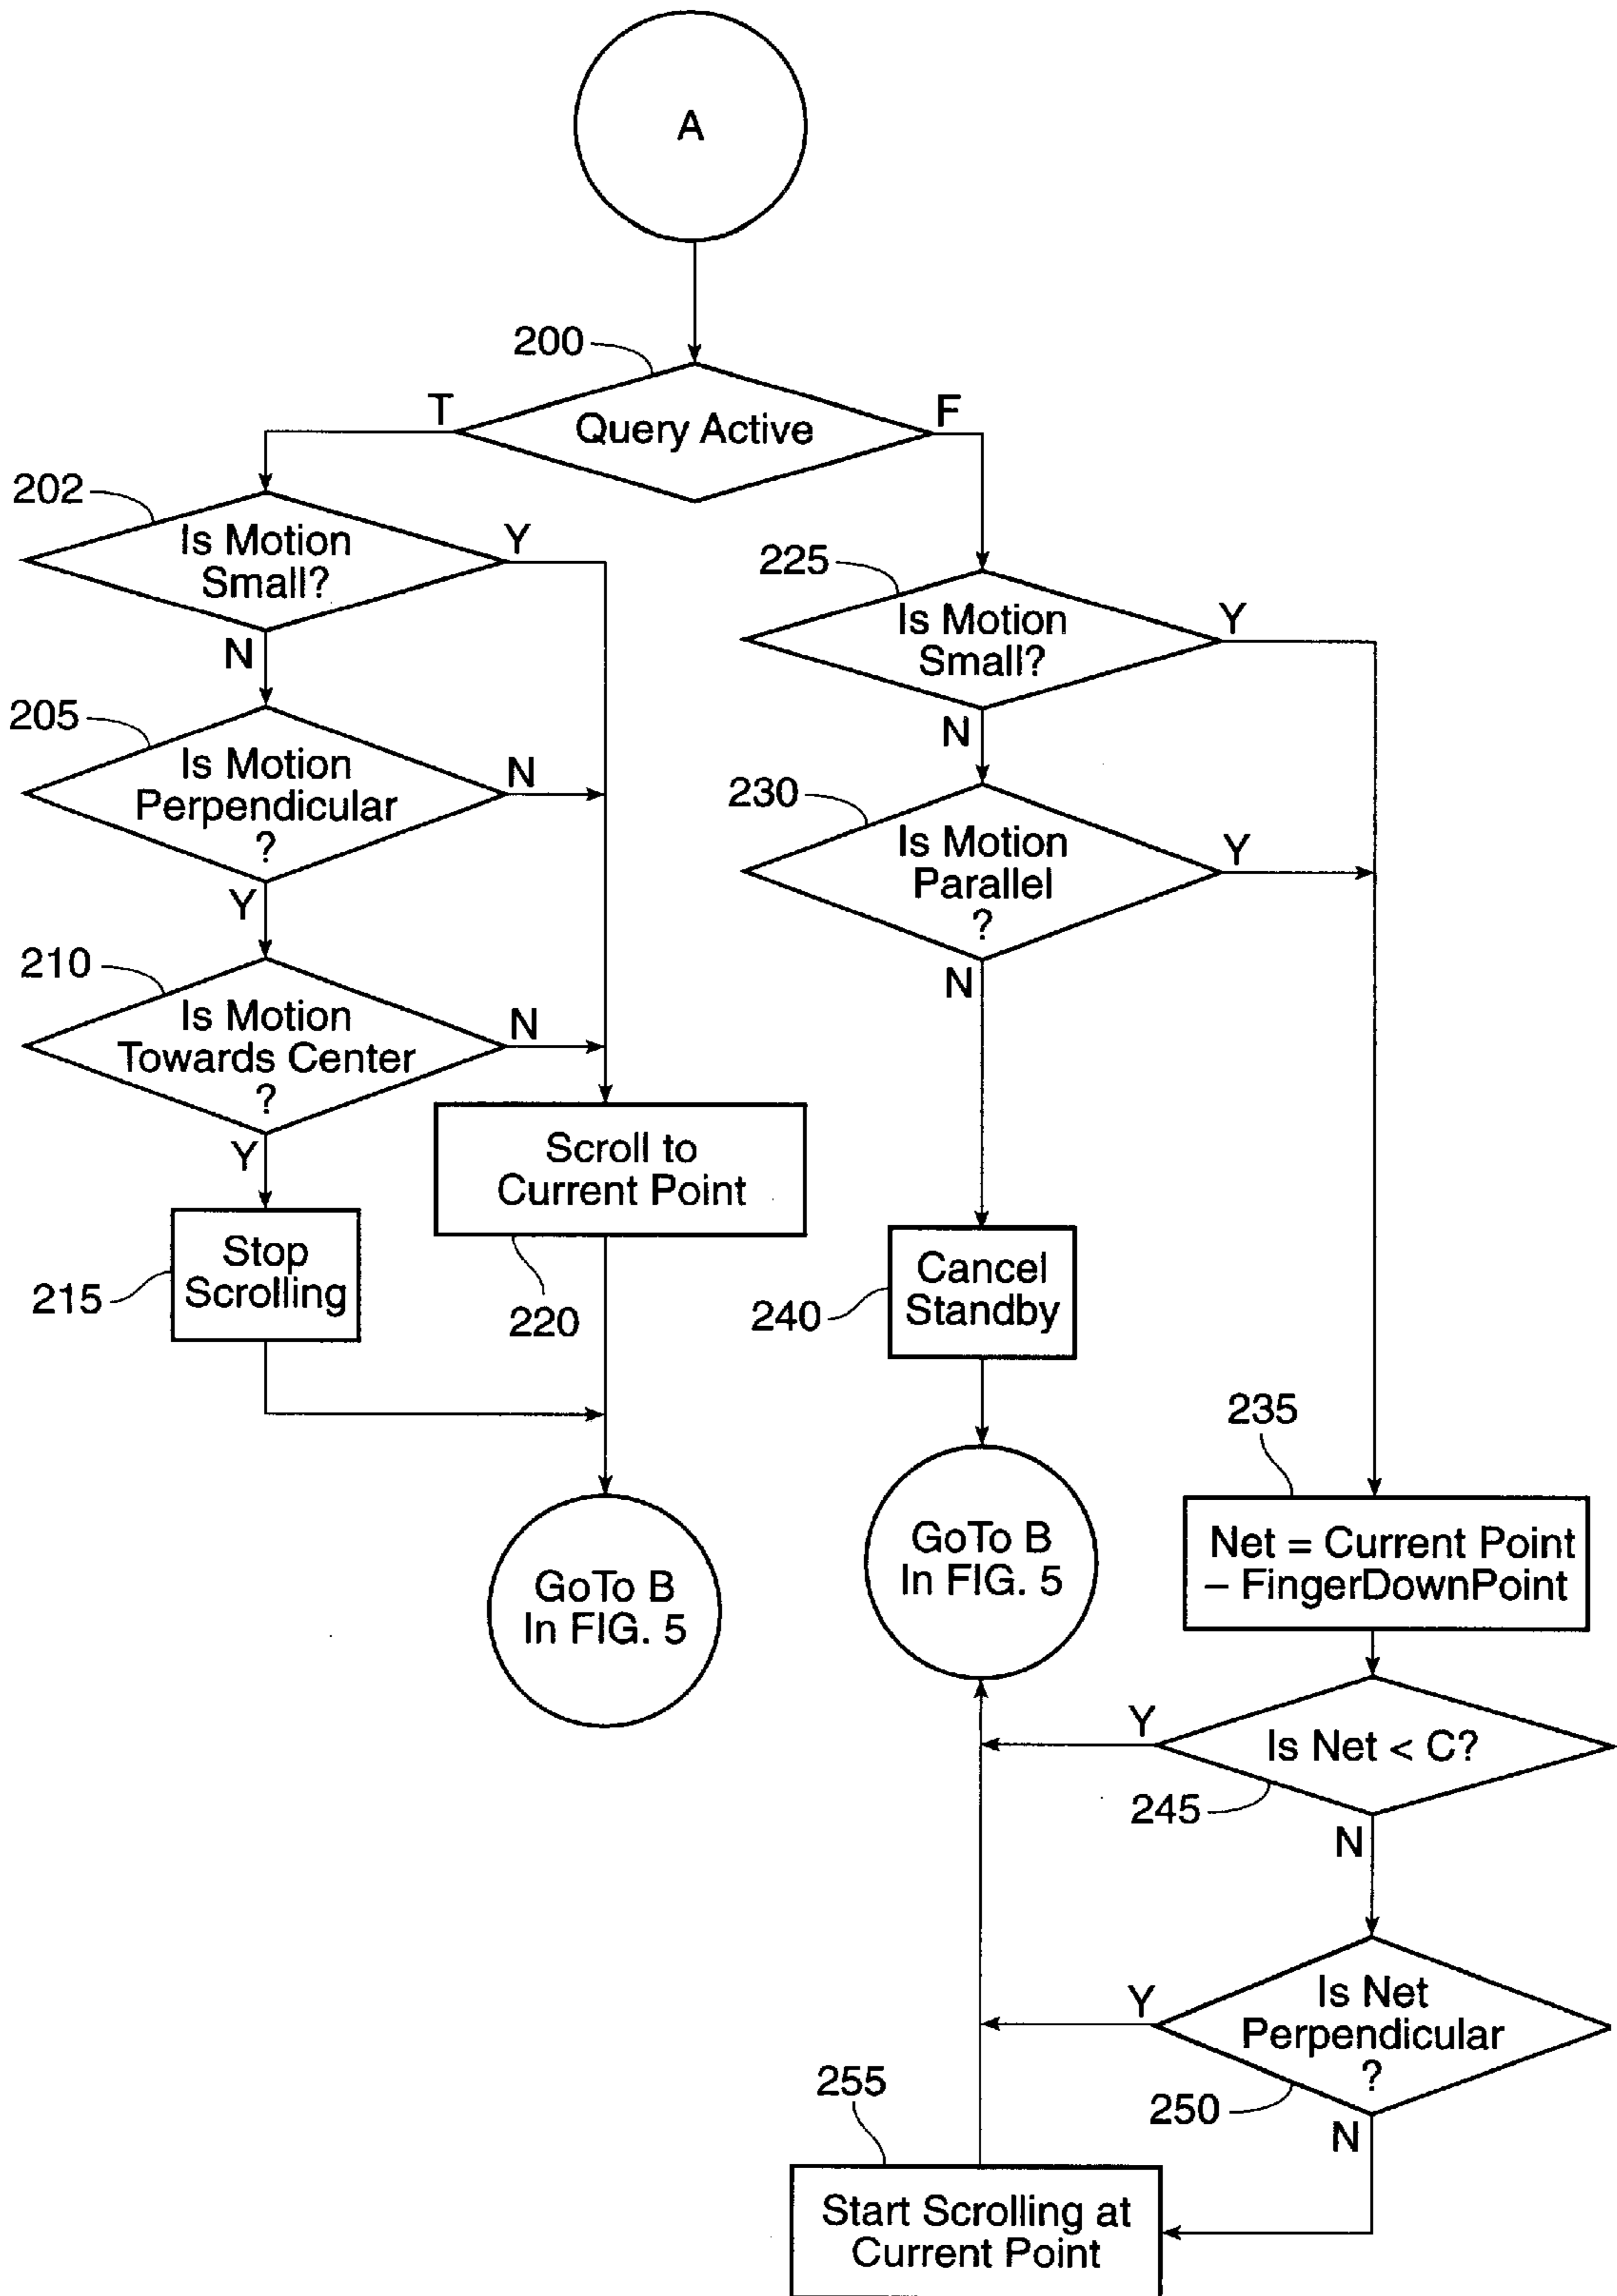 A
200
T
Query Active
F
202
Is Motion
Small?
Y
N
225
Is Motion
Small?
Y
N
205
Is Motion
Perpendicular
?
N
Y
230
Is Motion
Parallel
?
Y
N
210
Is Motion
Towards Center
?
N
Y
Scroll to
Current Point
220
Stop
Scrolling
215
Cancel
Standby
240
GoTo B
In FIG. 5
GoTo B
In FIG. 5
235
Net = Current Point
– FingerDownPoint
Y
Is Net < C?
245
N
Y
Is Net
Perpendicular
?
250
N
255
Start Scrolling at
Current Point